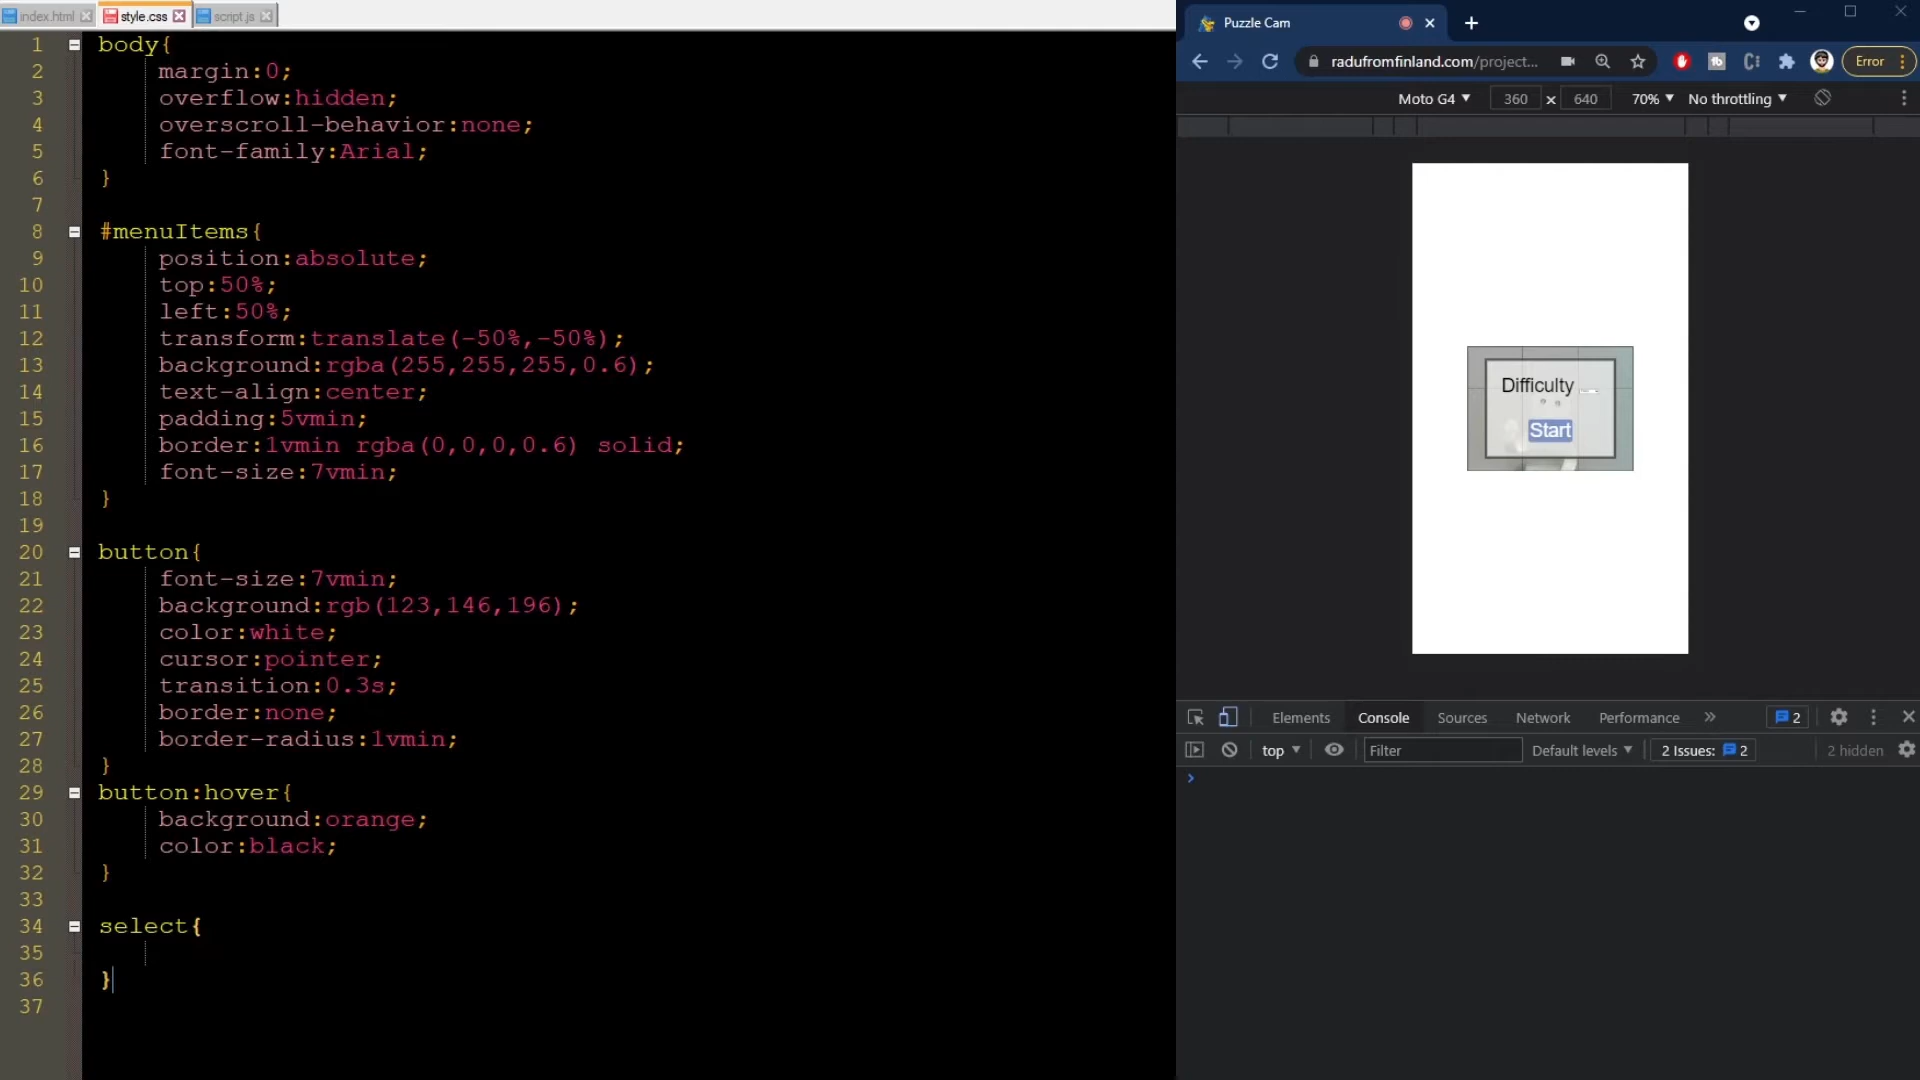 index.html
style.css
script.js
1 body{
2 margin:0;
3 overflow:hidden;
4 overscroll-behavior:none;
5 font-family:Arial;
6 }
7
8 #menuItems{
9 position:absolute;
10 top:50%;
11 left:50%;
12 transform:translate(-50%,-50%);
13 background:rgba(255,255,255,0.6);
14 text-align:center;
15 padding:5vmin;
16 border:1vmin rgba(0,0,0,0.6) solid;
17 font-size:7vmin;
18 }
19
20 button{
21 font-size:7vmin;
22 background:rgb(123,146,196);
23 color:white;
24 cursor:pointer;
25 transition:0.3s;
26 border:none;
27 border-radius:1vmin;
28 }
29 button:hover{
30 background:orange;
31 color:black;
32 }
33
34 select{
35
36 }
37
Puzzle Cam
radufromfinland.com/project...
Error
Moto G4 360 x 640 70% No throttling
Difficulty
Start
Elements Console Sources Network Performance » 2
top Filter Default levels 2 Issues: 2 2 hidden